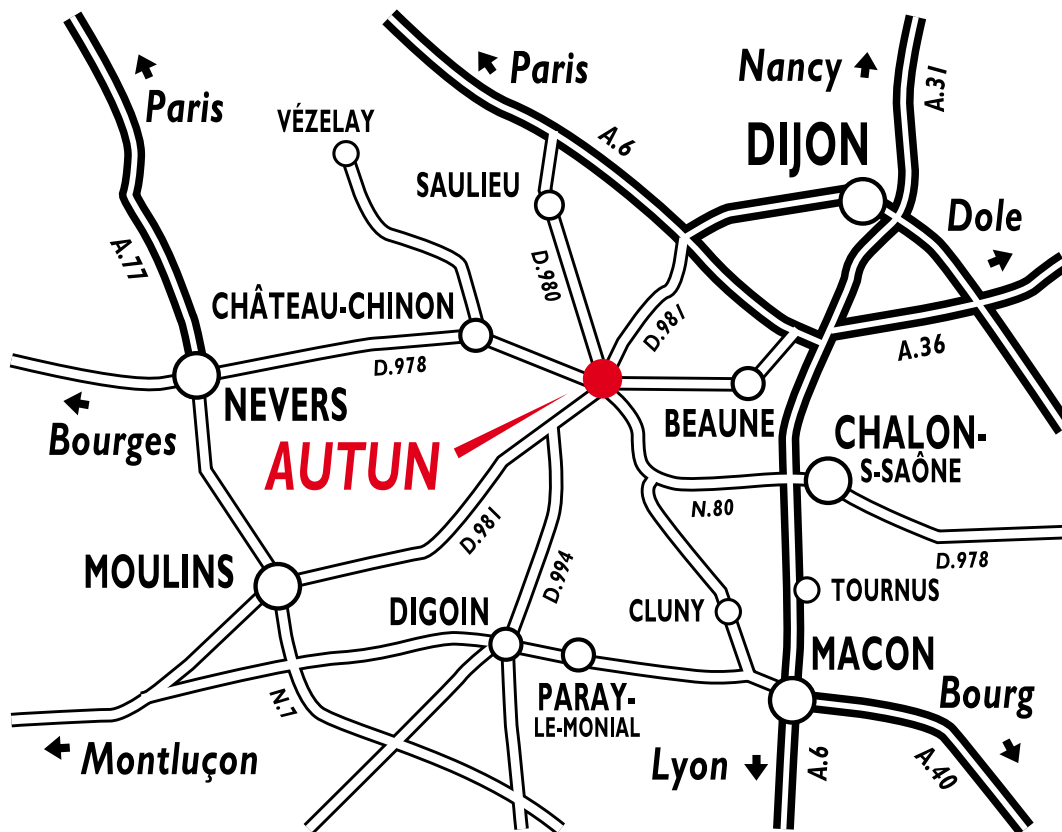 Paris
Paris
Nancy
A.31
VÉZELAY
A.6
DIJON
SAULIEU
Dole
A.77
D.980
CHÂTEAU-CHINON
D.981
D.978
A.36
NEVERS
BEAUNE
Bourges
AUTUN
CHALON-
S-SAÔNE
N.80
D.981
D.978
MOULINS
D.994
DIGOIN
CLUNY
TOURNUS
MACON
N.7
PARAY-
LE-MONIAL
Bourg
Montluçon
Lyon
A.6
A.40